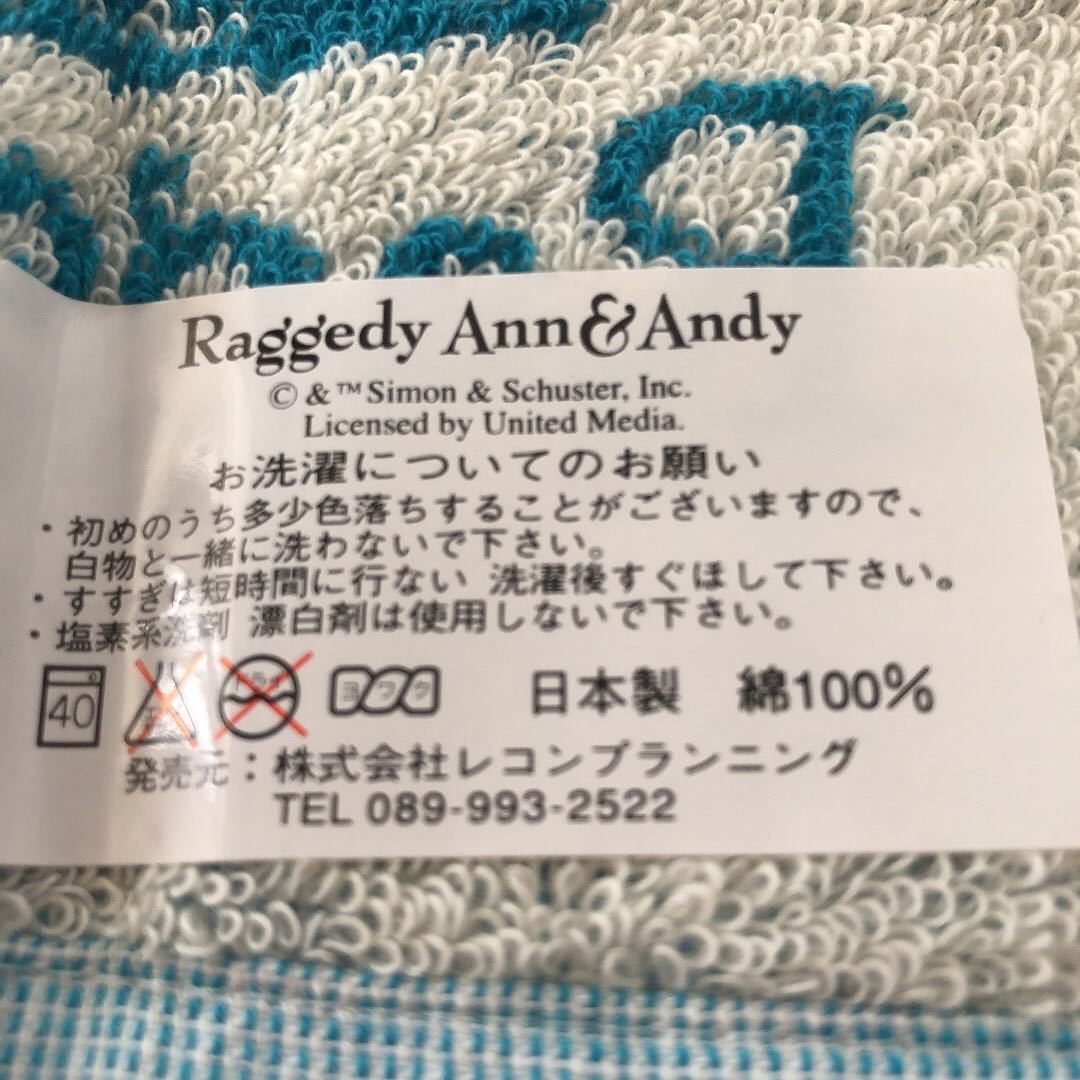 Raggedy Ann&Andy
© &™Simon & Schuster, Inc.
Licensed by United Media.
お洗濯についてのお願い
・初めのうち多少色落ちすることがございますので、
白物と一緒に洗わないで下さい。
・すすぎは短時間に行ない 洗濯後すぐほして下さい。
・塩素系洗剤 漂白剤は使用しないで下さい。
40 ヨワク 日本製 綿100%
発売元：株式会社レコンプランニング
TEL 089-993-2522